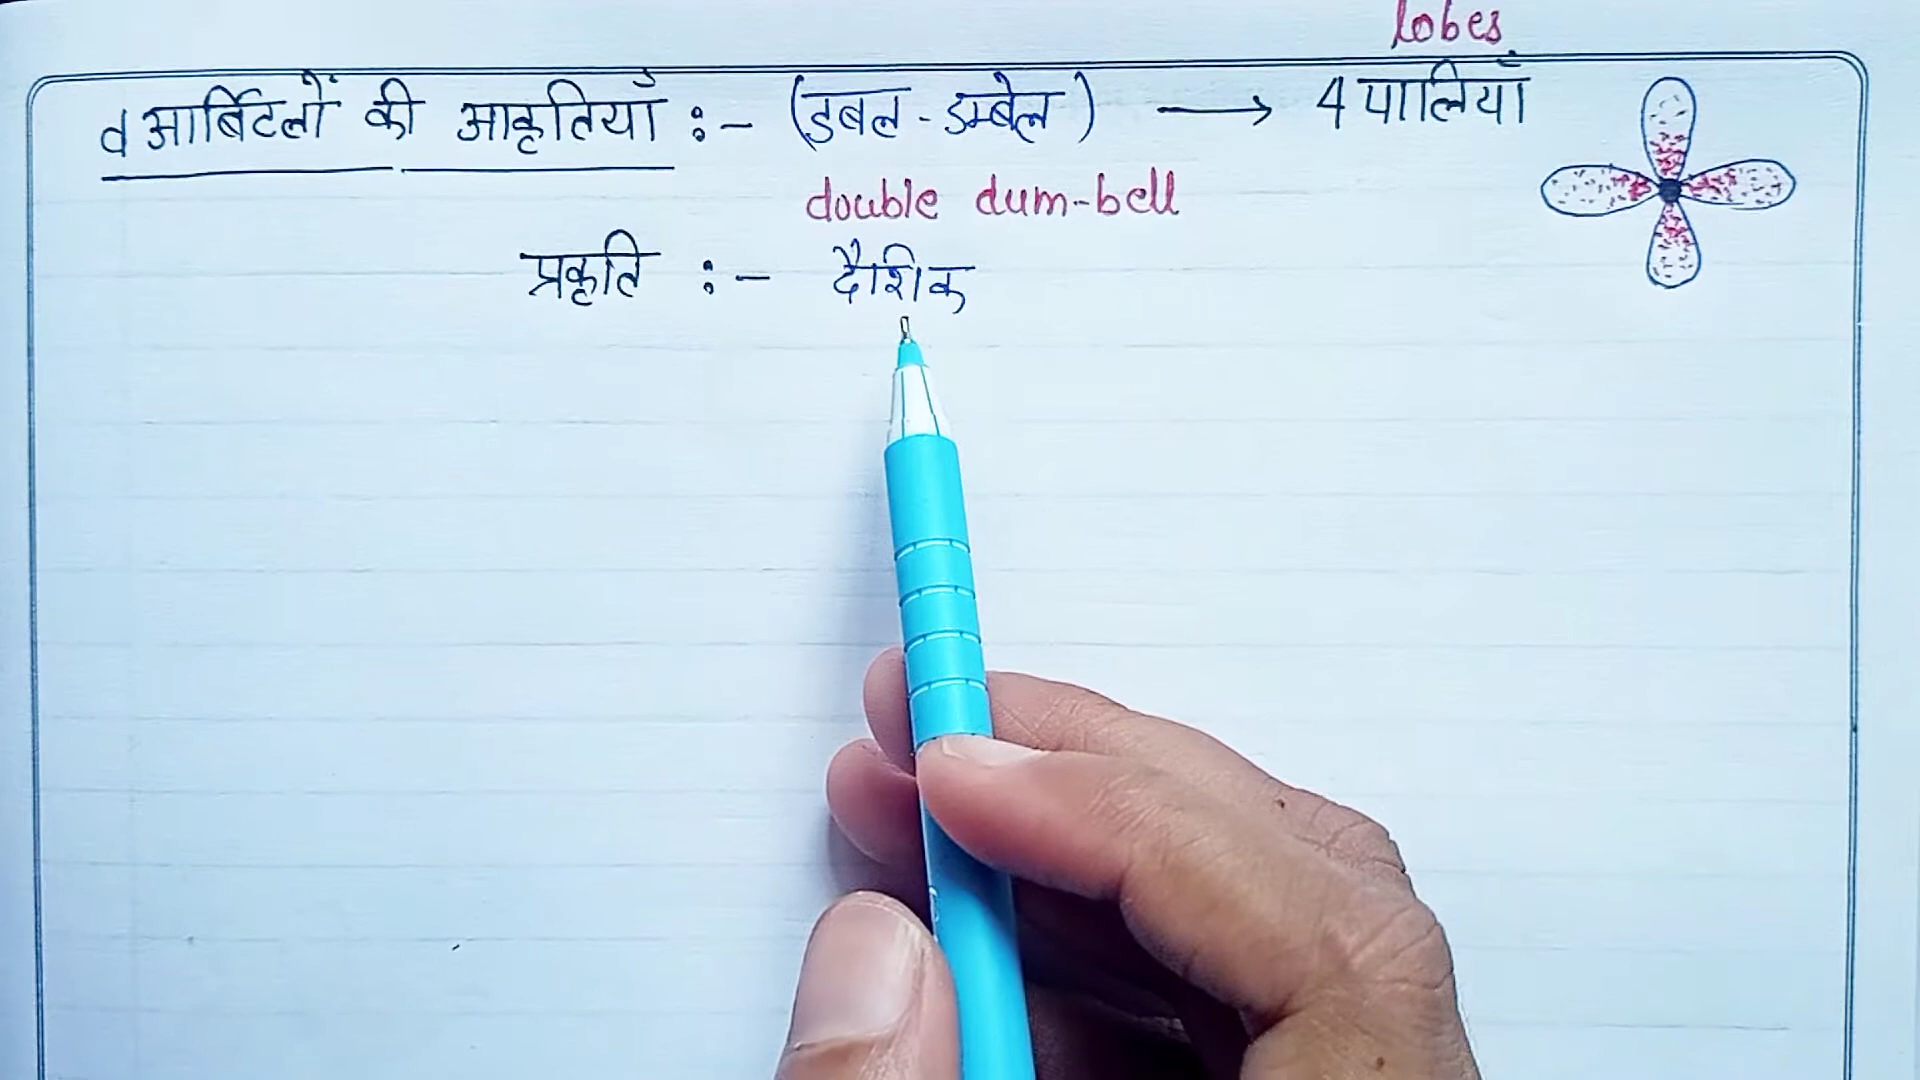 lobes
d आर्बिटलों की आकृतियाँ :- (डबल - डम्बेल) → 4 पालियाँ
double dum-bell
प्रकृति :- दैशिक